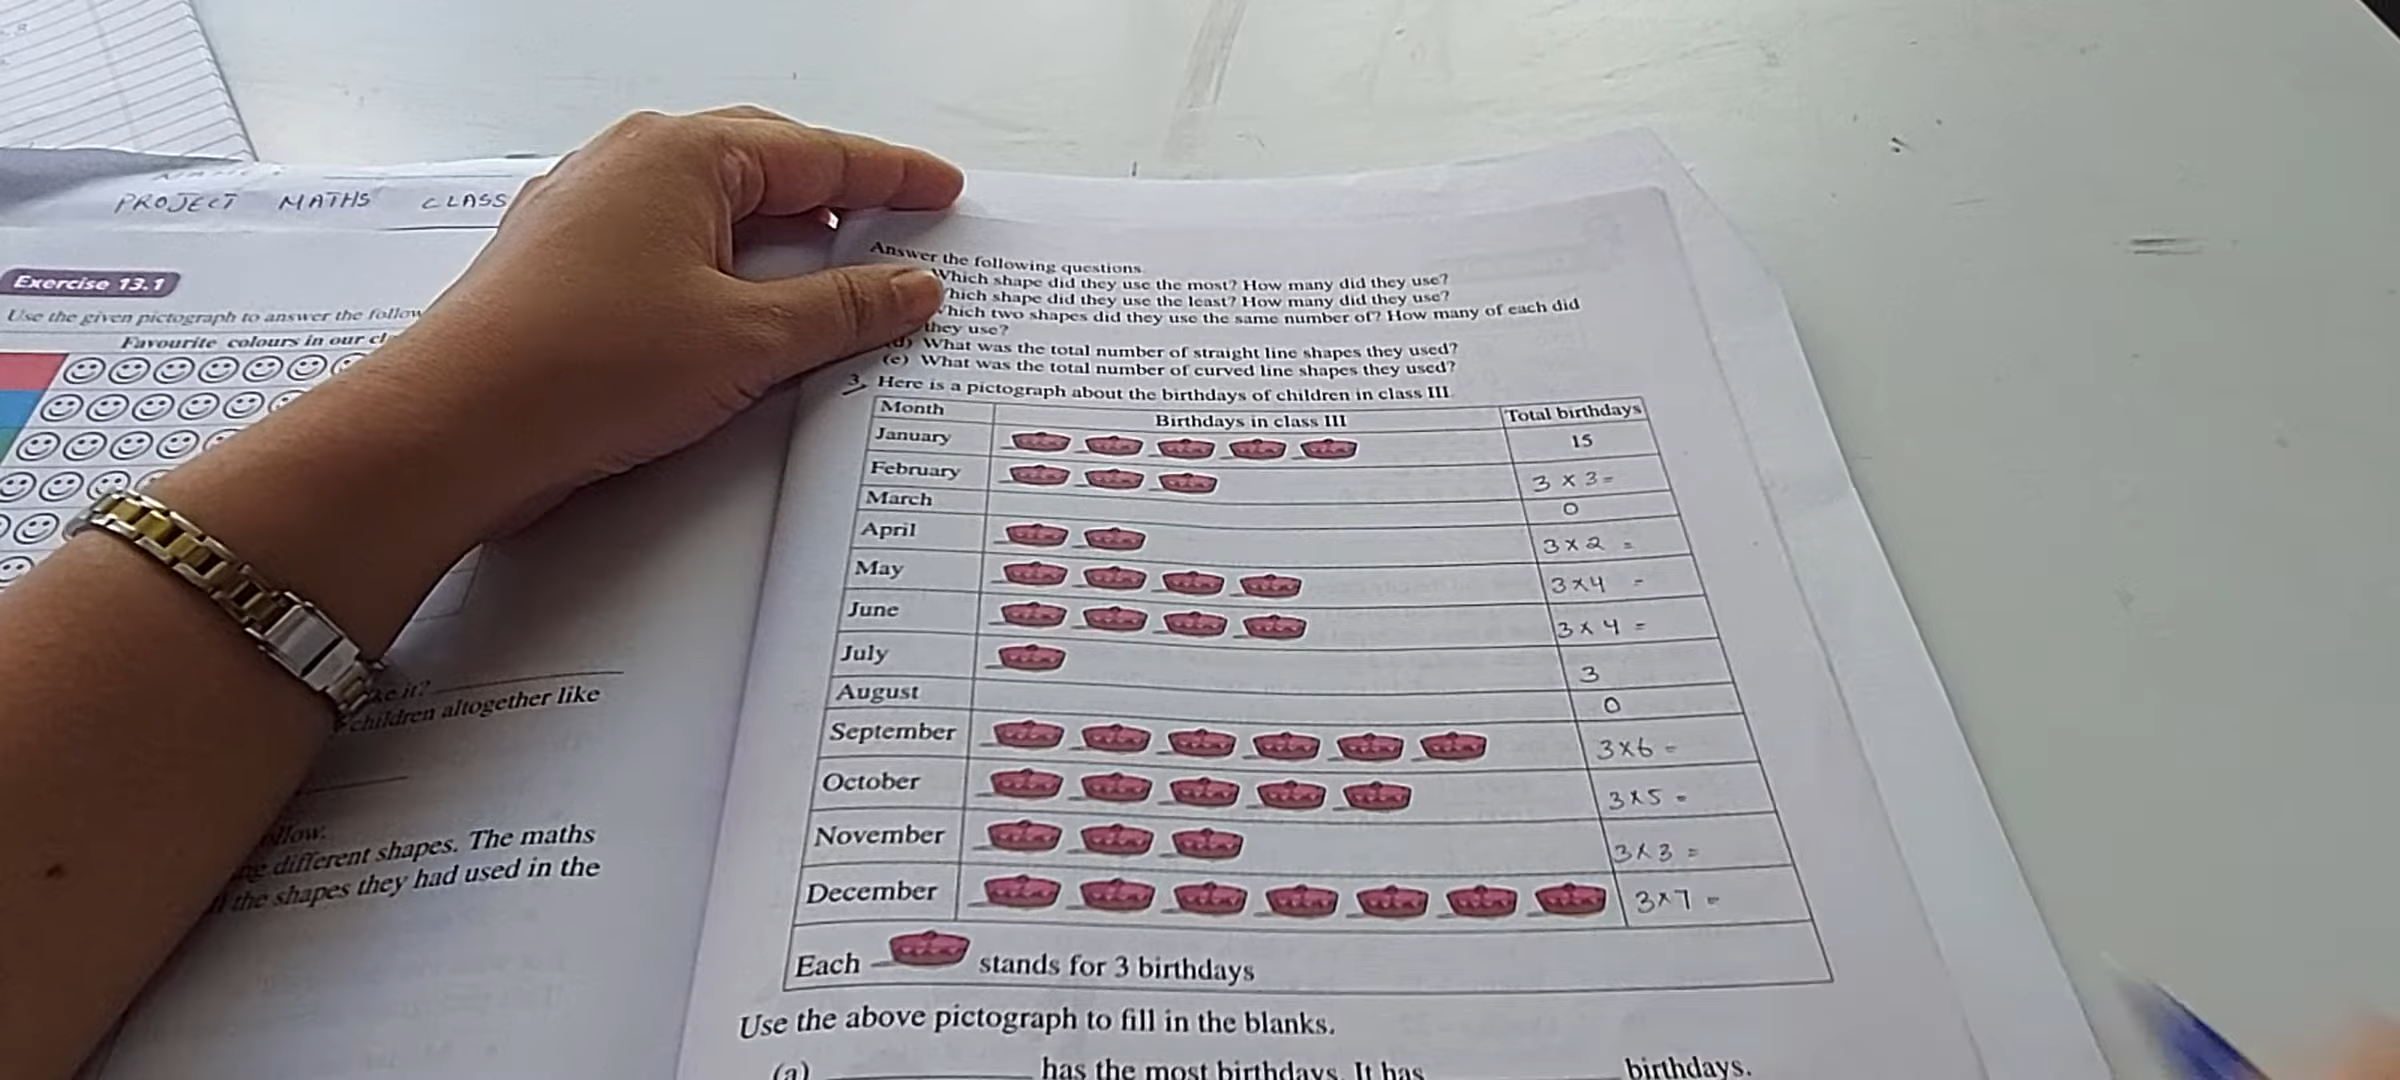 PROJECT MATHS CLASS
Exercise 13.1
Use the given pictograph to answer the follow
Favourite colours in our cl
ke it?
children altogether like
llow.
different shapes. The maths
the shapes they had used in the
Answer the following questions
Which shape did they use the most? How many did they use?
hich shape did they use the least? How many did they use?
hich two shapes did they use the same number of? How many of each did
they use?
d) What was the total number of straight line shapes they used?
(e) What was the total number of curved line shapes they used?
3. Here is a pictograph about the birthdays of children in class III
Month Birthdays in class III Total birthdays
January 15
February 3 x 3 =
March 0
April 3 x 2 =
May 3 x 4 =
June 3 x 4 =
July 3
August 0
September 3 x 6 =
October 3 x 5 =
November 3 x 3 =
December 3 x 7 =
Each stands for 3 birthdays
Use the above pictograph to fill in the blanks.
(a) has the most birthdays. It has birthdays.